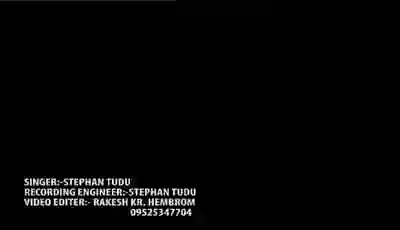 SINGER:-STEPHAN TUDU
RECORDING ENGINEER:-STEPHAN TUDU
VIDEO EDITER:- RAKESH KR. HEMBROM
09525347704